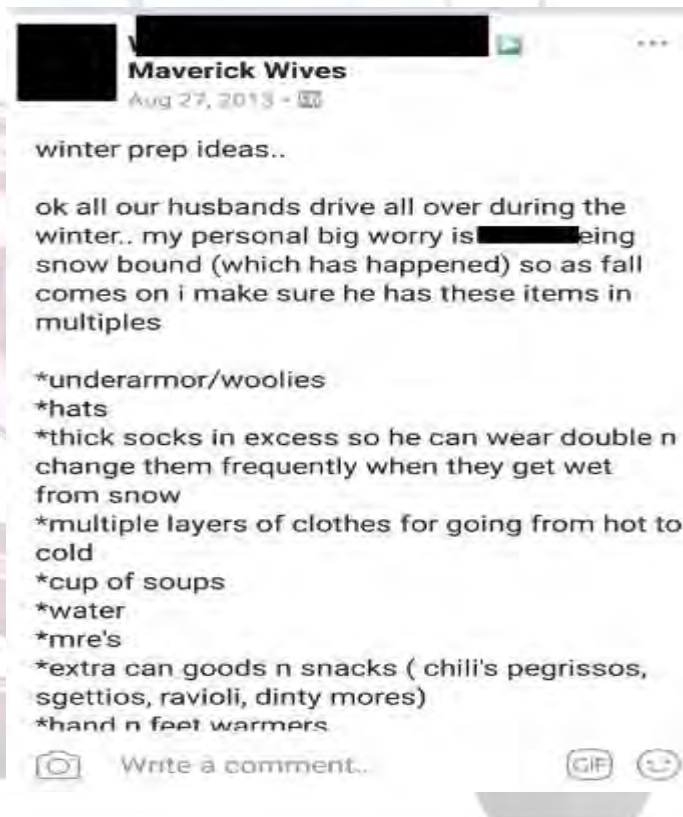 Maverick Wives
Aug 27, 2013 -
winter prep ideas..
ok all our husbands drive all over during the
winter.. my personal big worry is eing
snow bound (which has happened) so as fall
comes on i make sure he has these items in
multiples
*underarmor/woolies
*hats
*thick socks in excess so he can wear double n
change them frequently when they get wet
from snow
*multiple layers of clothes for going from hot to
cold
*cup of soups
*water
*mre's
*extra can goods n snacks ( chili's pegrissos,
sgettios, ravioli, dinty mores)
*hand n feet warmers
Write a comment...
GIF